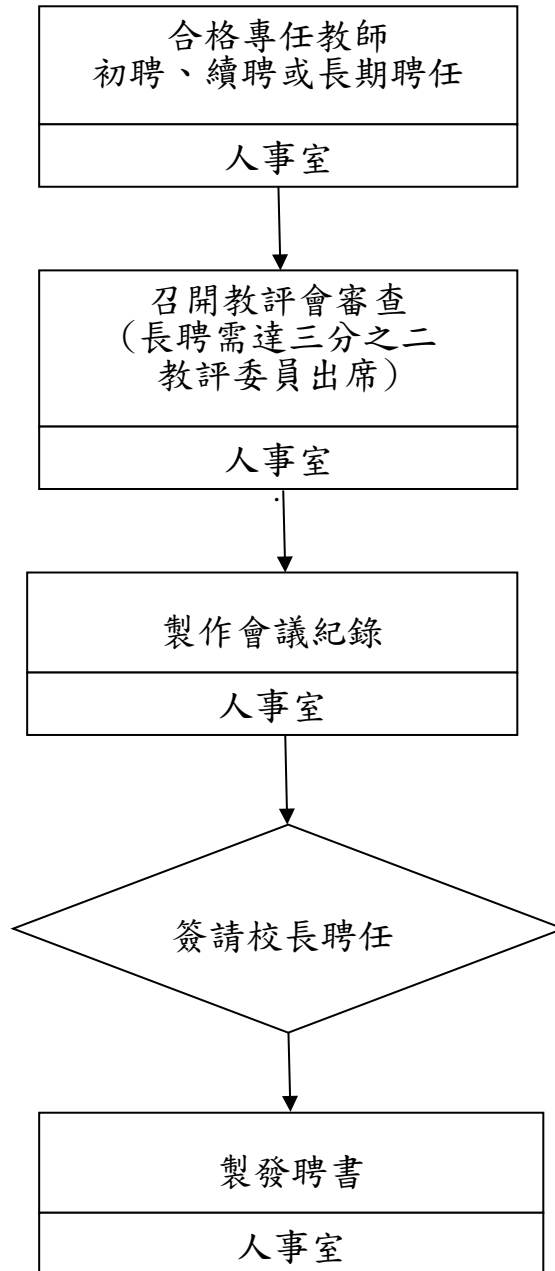 合格專任教師
初聘、續聘或長期聘任
人事室
召開教評會審查
（長聘需達三分之二
教評委員出席）
人事室
.
製作會議紀錄
人事室
簽請校長聘任
製發聘書
人事室